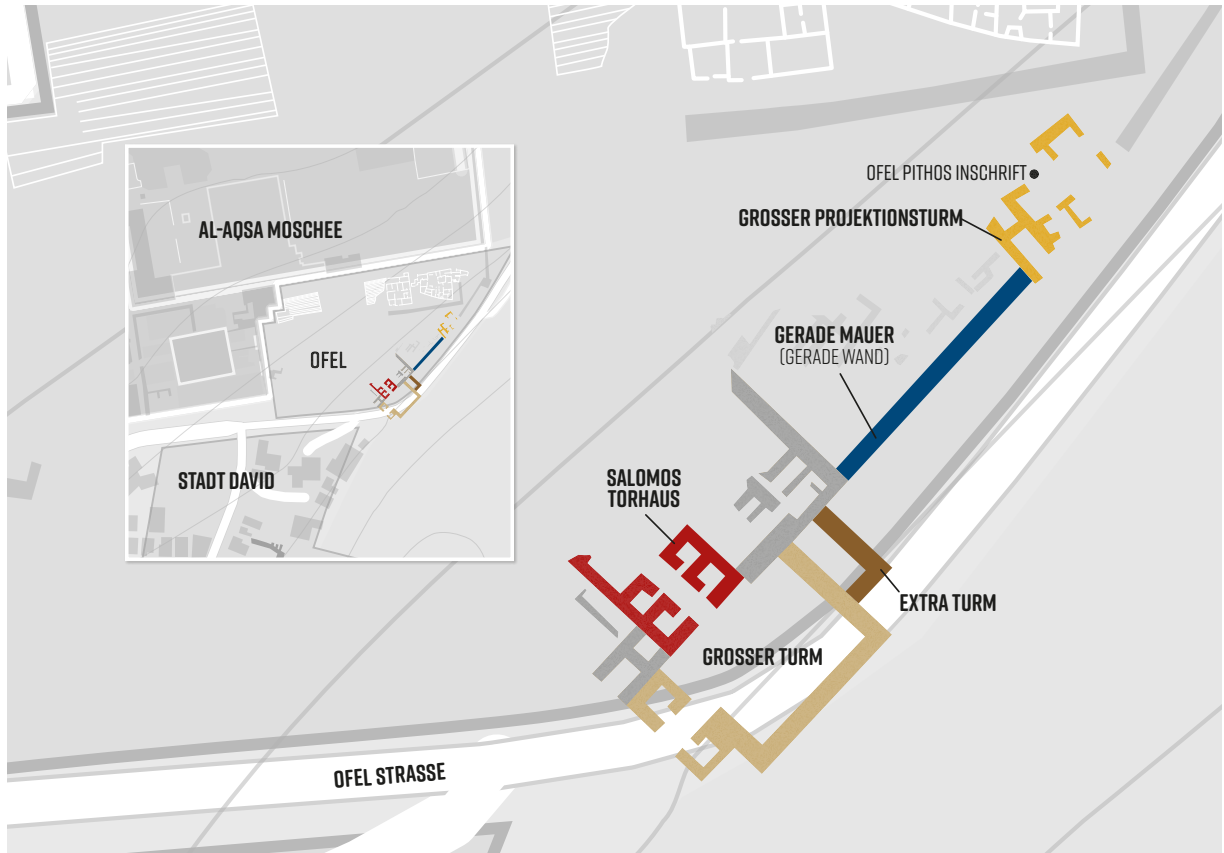 AL-AQSA MOSCHEE
OFEL
STADT DAVID
OFEL PITHOS INSCHRIFT
GROSSER PROJEKTIONSTURM
GERADE MAUER
(GERADE WAND)
SALOMOS
TORHAUS
EXTRA TURM
GROSSER TURM
OFEL STRASSE